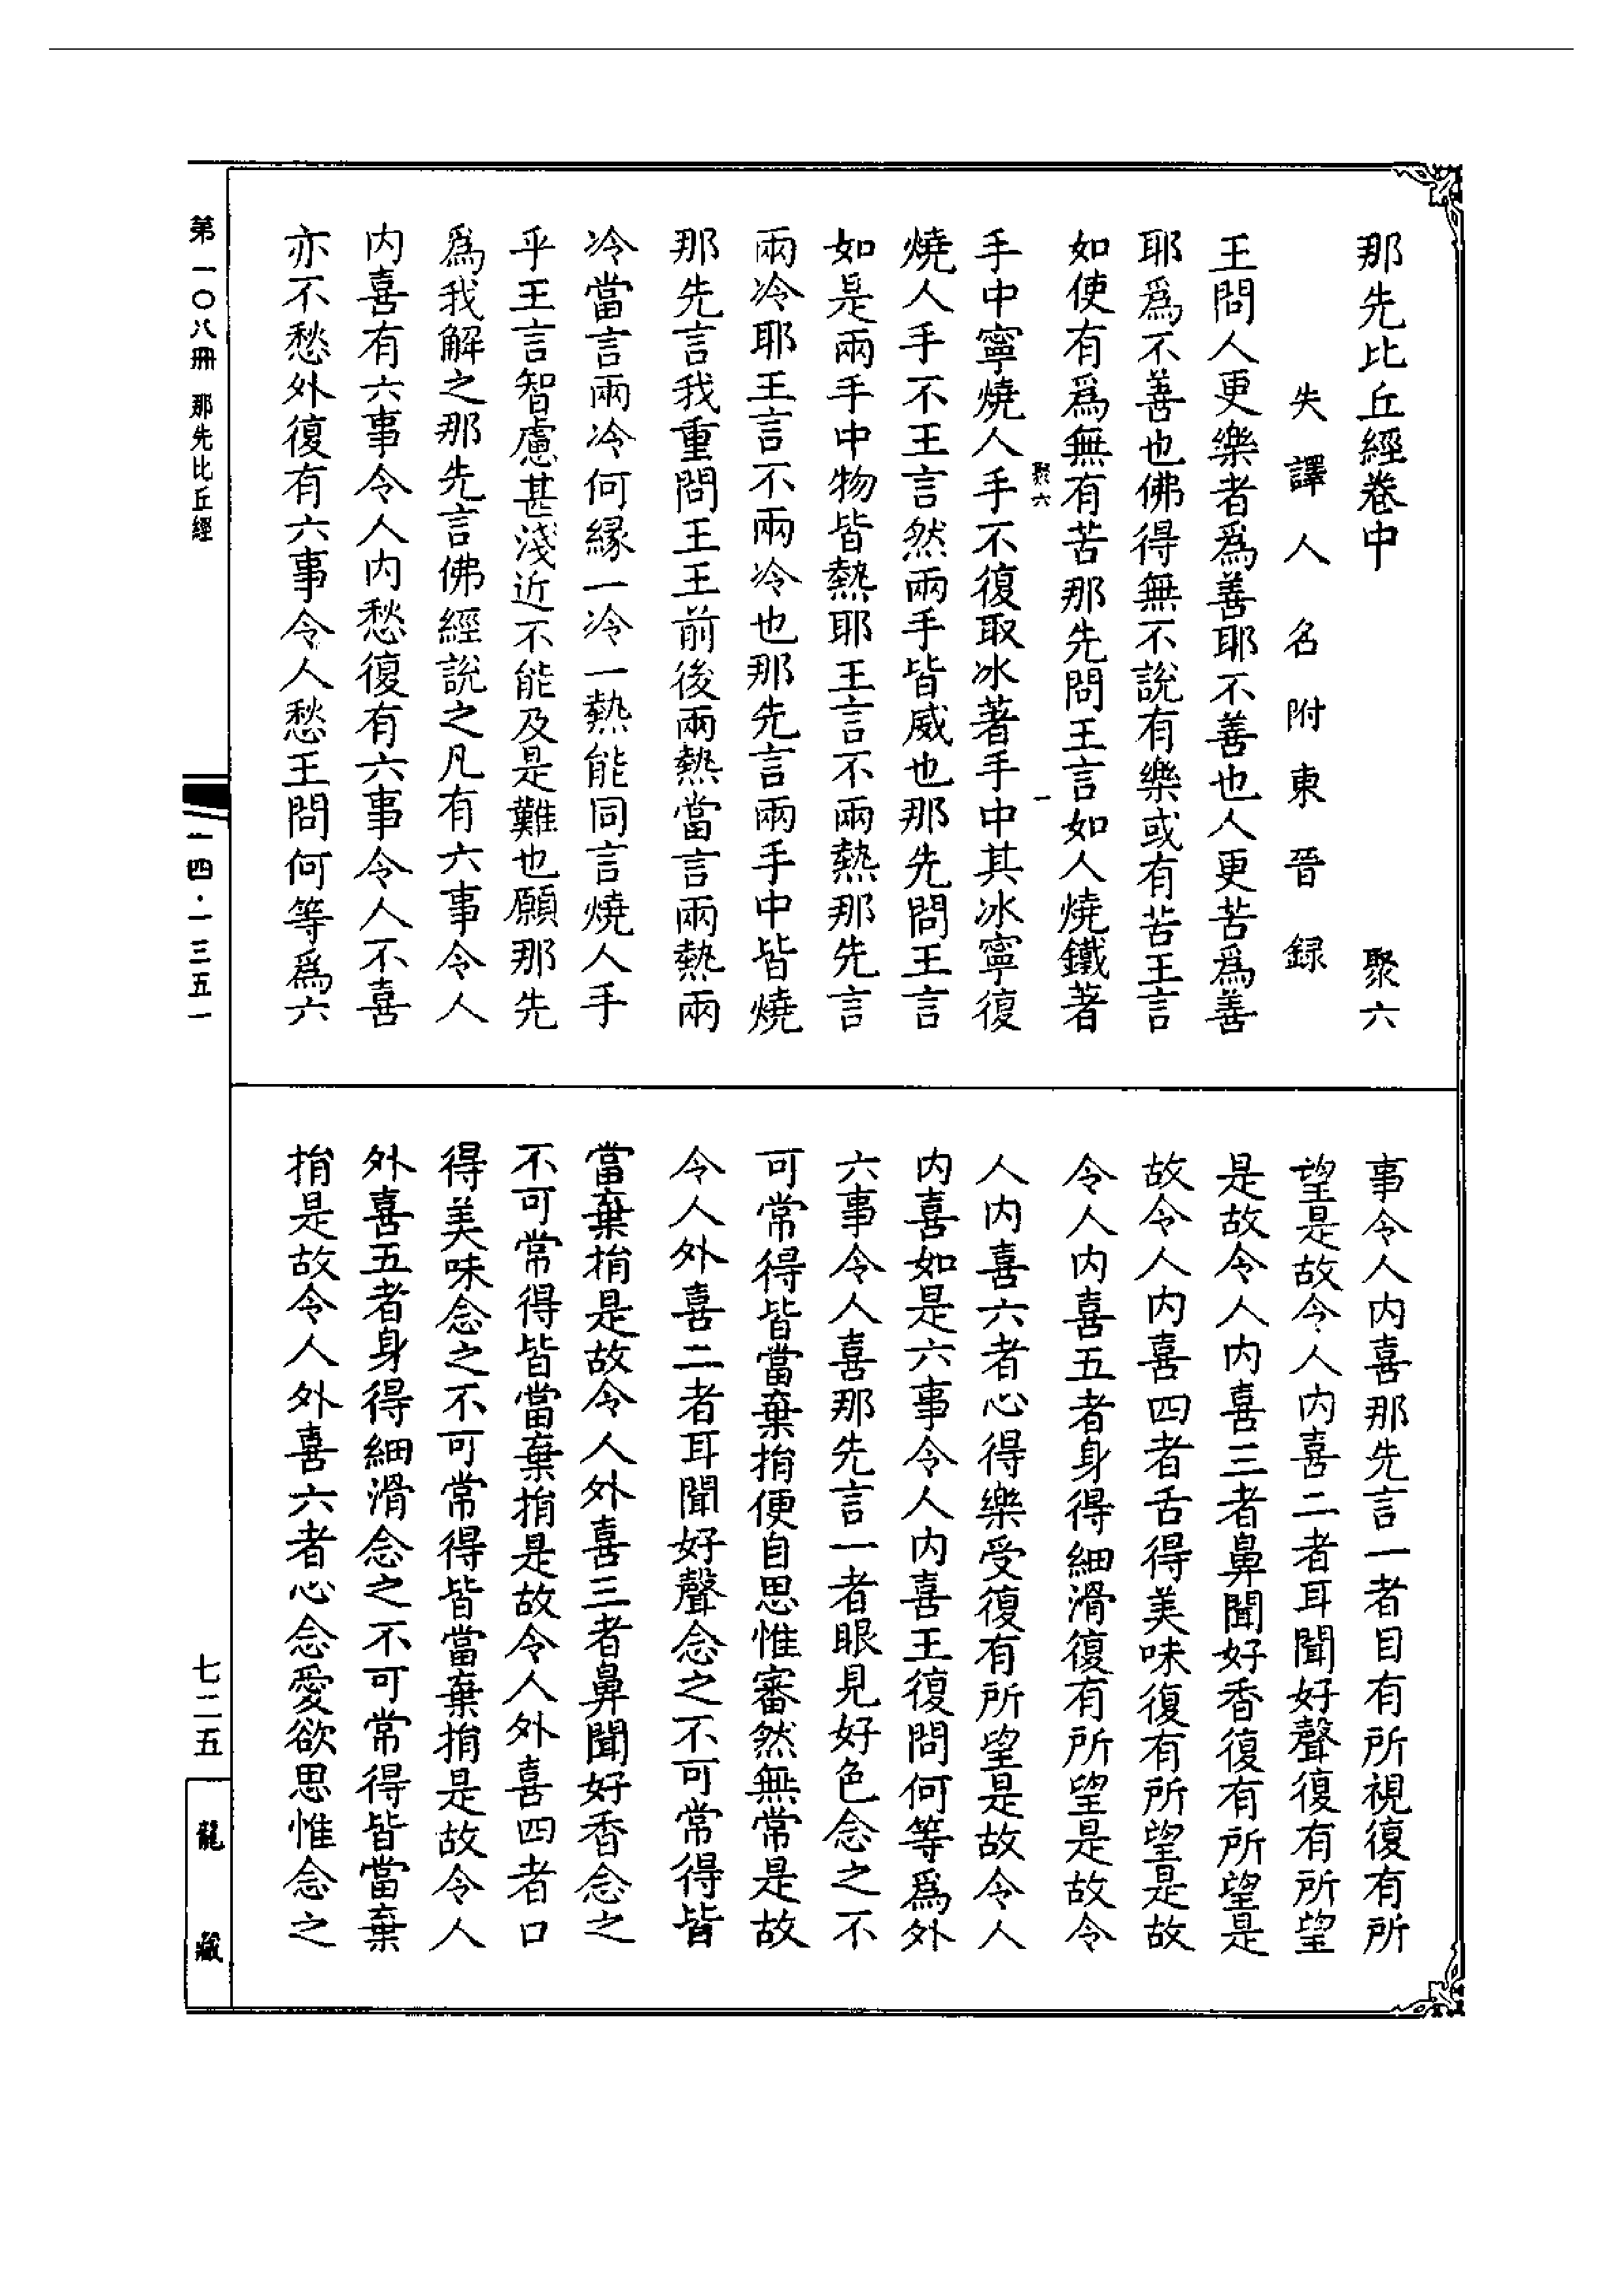 那先比丘經卷中 聚六
失譯人名附東晉録
王問人更樂者爲善耶不善也人更苦爲善
耶爲不善也佛得無不說有樂或有苦王言
如使有爲無有苦那先問王言如人燒鐵著
聚六 一
手中寧燒人手不復取冰著手中其冰寧復
燒人手不王言然兩手皆威也那先問王言
如是兩手中物皆熱耶王言不兩熱那先言
兩冷耶王言不兩冷也那先言兩手中皆燒
那先言我重問王王前後兩熱當言兩熱兩
冷當言兩冷何緣一冷一熱能同言燒人手
乎王言智慮甚淺近不能及是難也願那先
爲我解之那先言佛經說之凡有六事令人
内喜有六事令人内愁復有六事令人不喜
亦不愁外復有六事令人愁王問何等爲六
事令人内喜那先言一者目有所視復有所
望是故令人内喜二者耳聞好聲復有所望
是故令人内喜三者鼻聞好香復有所望是
故令人内喜四者舌得美味復有所望是故
令人内喜五者身得細滑復有所望是故令
人内喜六者心得樂受復有所望是故令人
内喜如是六事令人内喜王復問何等爲外
六事令人喜那先言一者眼見好色念之不
可常得皆當棄捐便自思惟審然無常是故
令人外喜二者耳聞好聲念之不可常得皆
當棄捐是故令人外喜三者鼻聞好香念之
不可常得皆當棄捐是故令人外喜四者口
得美味念之不可常得皆當棄捐是故令人
外喜五者身得細滑念之不可常得皆當棄
捐是故令人外喜六者心念愛欲思惟念之
第一〇八冊 那先比丘經
一四·一三五一
七二五
龍藏